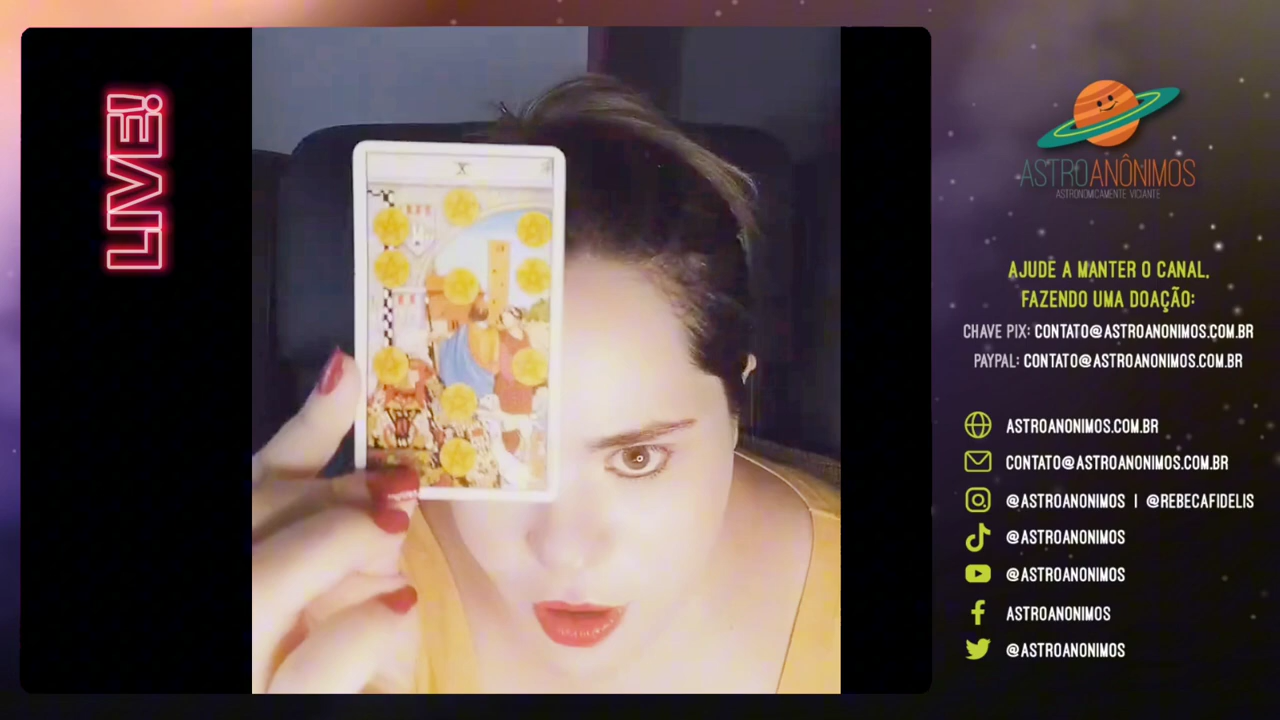 LIVE!
X
ASTROANÔNIMOS
ASTRONOMICAMENTE VICIANTE
AJUDE A MANTER O CANAL,
FAZENDO UMA DOAÇÃO:
CHAVE PIX: CONTATO@ASTROANONIMOS.COM.BR
PAYPAL: CONTATO@ASTROANONIMOS.COM.BR
ASTROANONIMOS.COM.BR
CONTATO@ASTROANONIMOS.COM.BR
@ASTROANONIMOS | @REBECAFIDELIS
@ASTROANONIMOS
@ASTROANONIMOS
ASTROANONIMOS
@ASTROANONIMOS